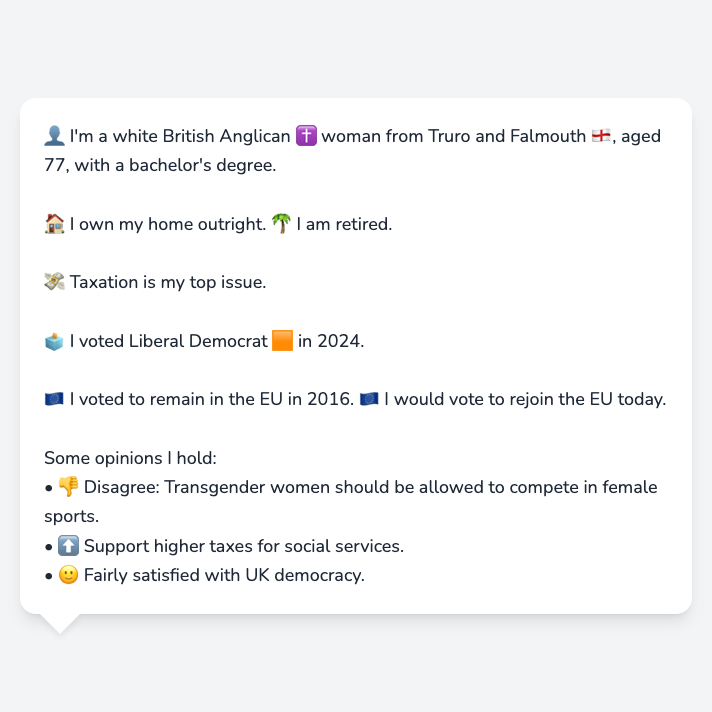 👤 I'm a white British Anglican ✝️ woman from Truro and Falmouth 🏴󠁧󠁢󠁥󠁮󠁧󠁿, aged
77, with a bachelor's degree.
🏠 I own my home outright. 🌴 I am retired.
💸 Taxation is my top issue.
🗳️ I voted Liberal Democrat 🟧 in 2024.
🇪🇺 I voted to remain in the EU in 2016. 🇪🇺 I would vote to rejoin the EU today.
Some opinions I hold:
• 👎 Disagree: Transgender women should be allowed to compete in female
sports.
• ⬆️ Support higher taxes for social services.
• 🙂 Fairly satisfied with UK democracy.